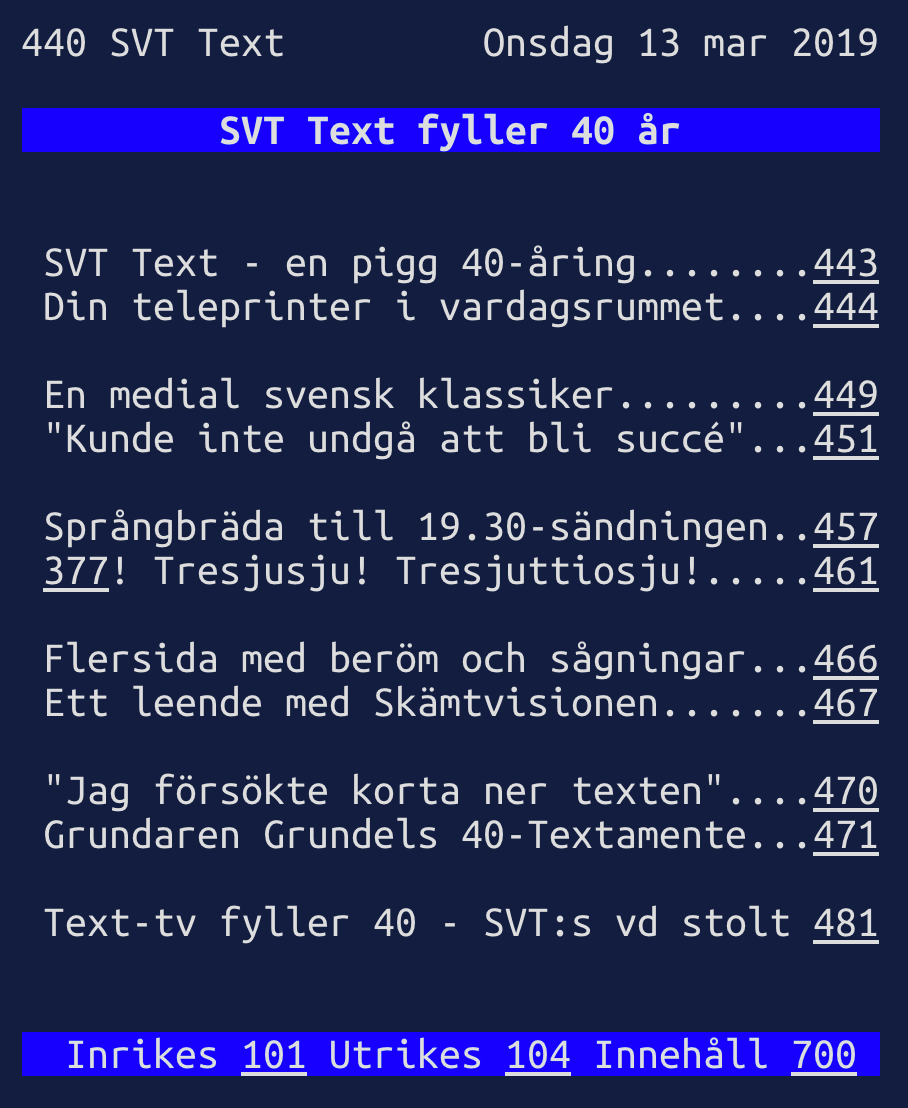 440 SVT Text Onsdag 13 mar 2019
SVT Text fyller 40 år
SVT Text - en pigg 40-åring........443
Din teleprinter i vardagsrummet....444
En medial svensk klassiker.........449
"Kunde inte undgå att bli succé"...451
Språngbräda till 19.30-sändningen..457
377! Tresjusju! Tresjuttiosju!.....461
Flersida med beröm och sågningar...466
Ett leende med Skämtvisionen.......467
"Jag försökte korta ner texten"....470
Grundaren Grundels 40-Textamente...471
Text-tv fyller 40 - SVT:s vd stolt 481
Inrikes 101 Utrikes 104 Innehåll 700